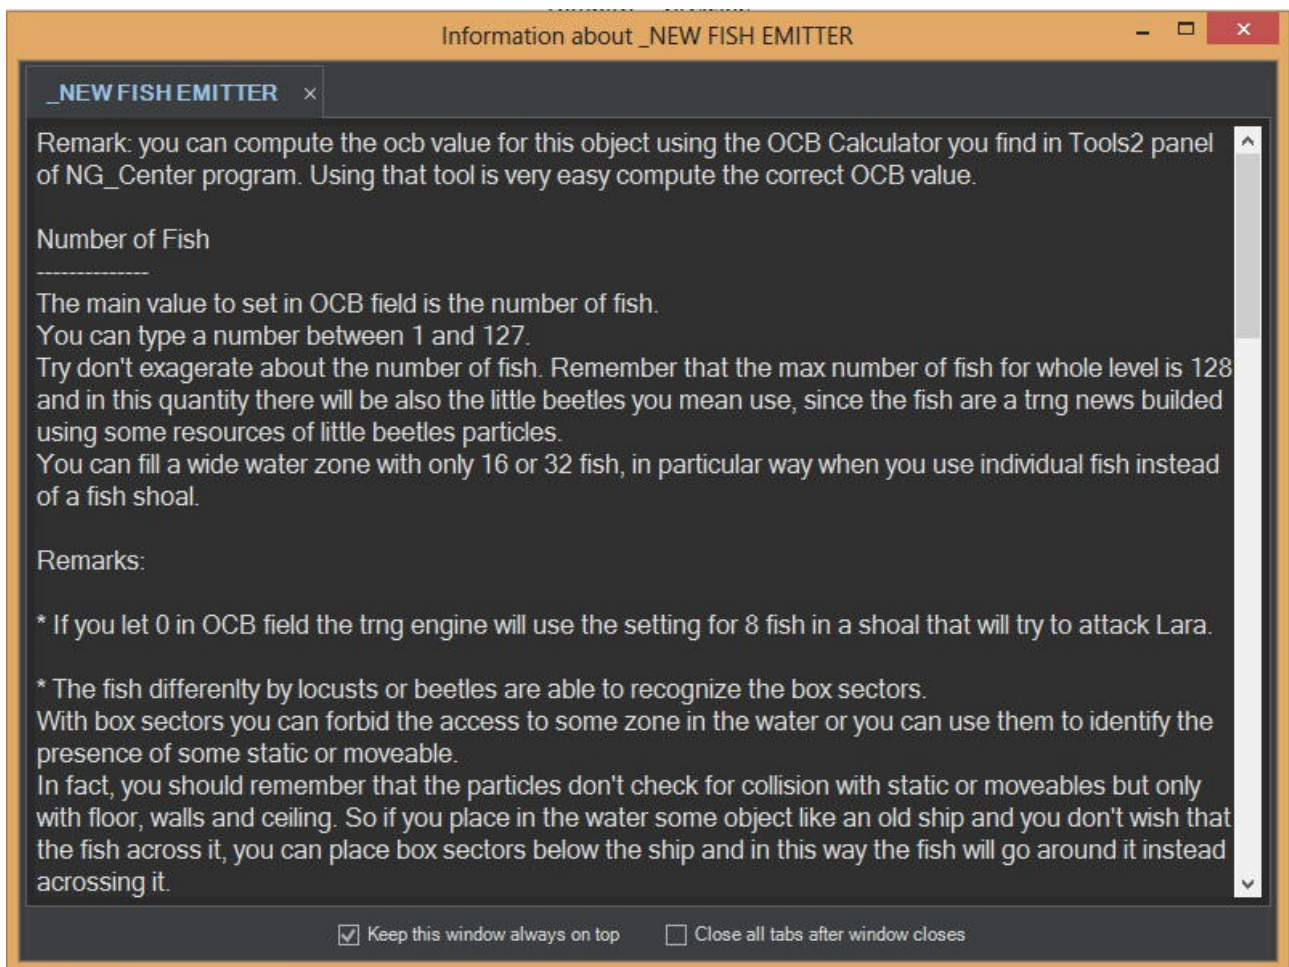 Information about _NEW FISH EMITTER
_NEW FISH EMITTER
Remark: you can compute the ocb value for this object using the OCB Calculator you find in Tools2 panel
of NG_Center program. Using that tool is very easy compute the correct OCB value.
Number of Fish
--------------
The main value to set in OCB field is the number of fish.
You can type a number between 1 and 127.
Try don't exagerate about the number of fish. Remember that the max number of fish for whole level is 128
and in this quantity there will be also the little beetles you mean use, since the fish are a trng news builded
using some resources of little beetles particles.
You can fill a wide water zone with only 16 or 32 fish, in particular way when you use individual fish instead
of a fish shoal.
Remarks:
* If you let 0 in OCB field the trng engine will use the setting for 8 fish in a shoal that will try to attack Lara.
* The fish differenlty by locusts or beetles are able to recognize the box sectors.
With box sectors you can forbid the access to some zone in the water or you can use them to identify the
presence of some static or moveable.
In fact, you should remember that the particles don't check for collision with static or moveables but only
with floor, walls and ceiling. So if you place in the water some object like an old ship and you don't wish that
the fish across it, you can place box sectors below the ship and in this way the fish will go around it instead
acrossing it.
Keep this window always on top
Close all tabs after window closes